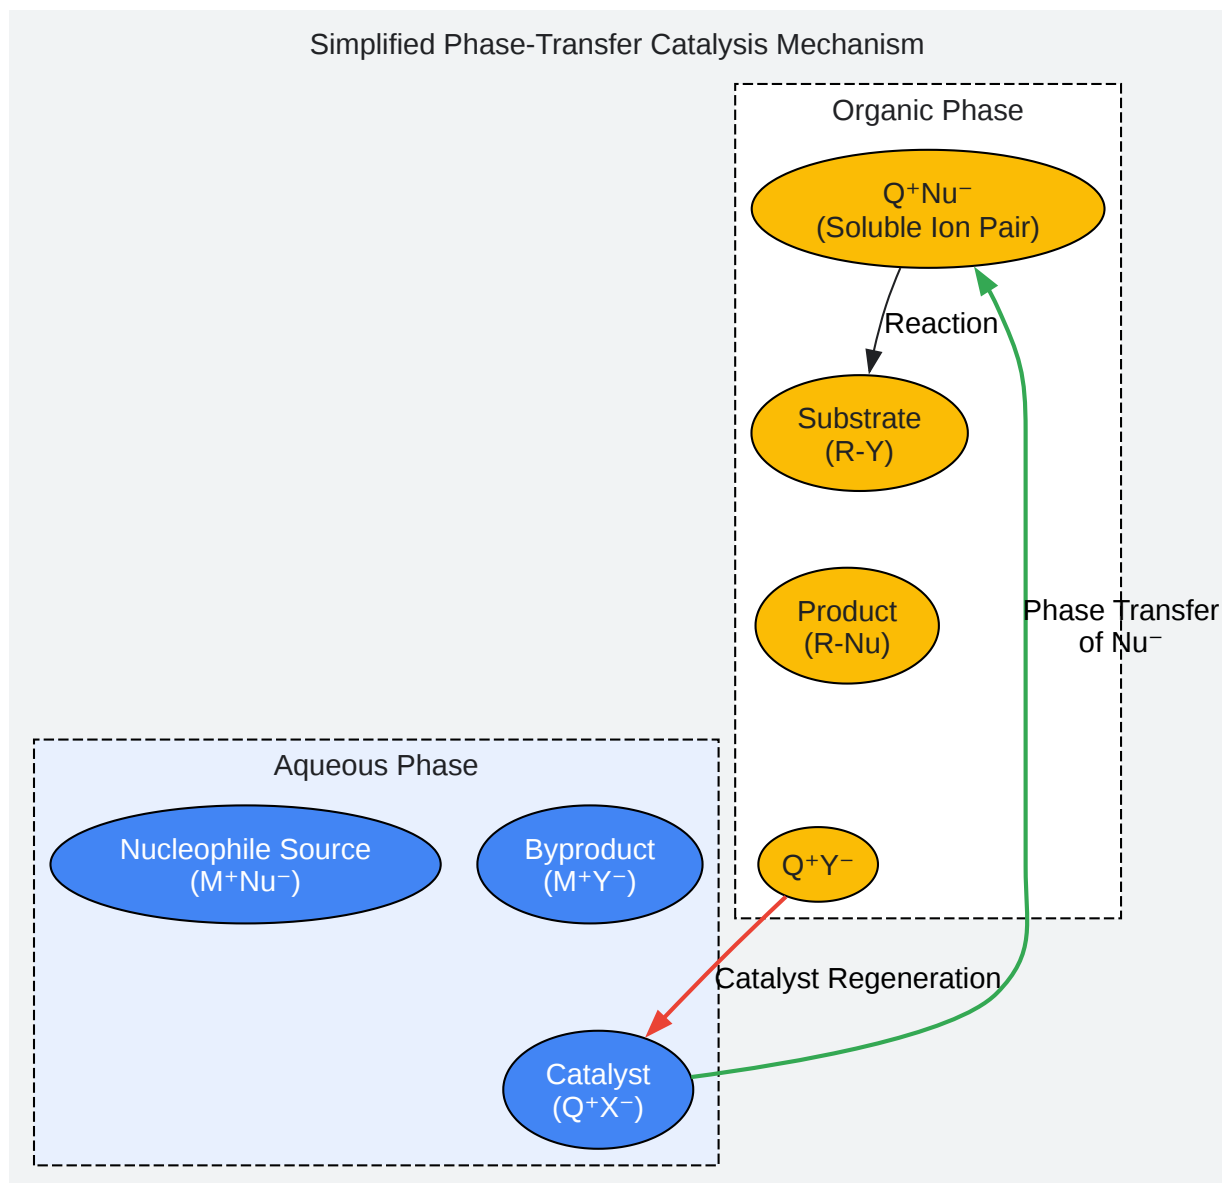 Simplified Phase-Transfer Catalysis Mechanism
Organic Phase
Q⁺Nu⁻
(Soluble Ion Pair)
Reaction
Substrate
(R-Y)
Product
(R-Nu)
Phase Transfer
of Nu⁻
Aqueous Phase
Nucleophile Source
(M⁺Nu⁻)
Byproduct
(M⁺Y⁻)
Q⁺Y⁻
Catalyst Regeneration
Catalyst
(Q⁺X⁻)